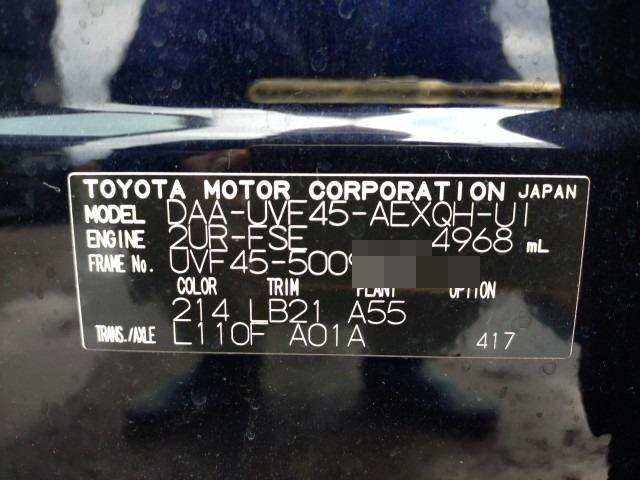 TOYOTA MOTOR CORPORATION JAPAN
MODEL DAA-UVF45-AEXQH-U1
ENGINE 2UR-FSE 4968 mL
FRAME No. UVF45-5009
COLOR TRIM PLANT OPTION
214 LB21 A55
TRANS./AXLE L110F A01A 417